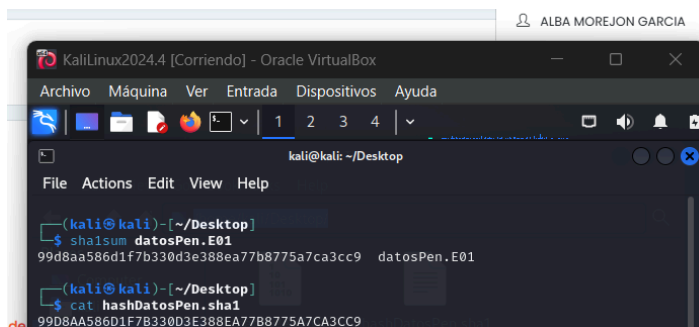 ALBA MOREJON GARCIA
KaliLinux2024.4 [Corriendo] - Oracle VirtualBox
Archivo Máquina Ver Entrada Dispositivos Ayuda
1 2 3 4
kali@kali: ~/Desktop
File Actions Edit View Help
(kali㉿kali)-[~/Desktop]
$ sha1sum datosPen.E01
99d8aa586d1f7b330d3e388ea77b8775a7ca3cc9 datosPen.E01
(kali㉿kali)-[~/Desktop]
$ cat hashDatosPen.sha1
99D8AA586D1F7B330D3E388EA77B8775A7CA3CC9
de